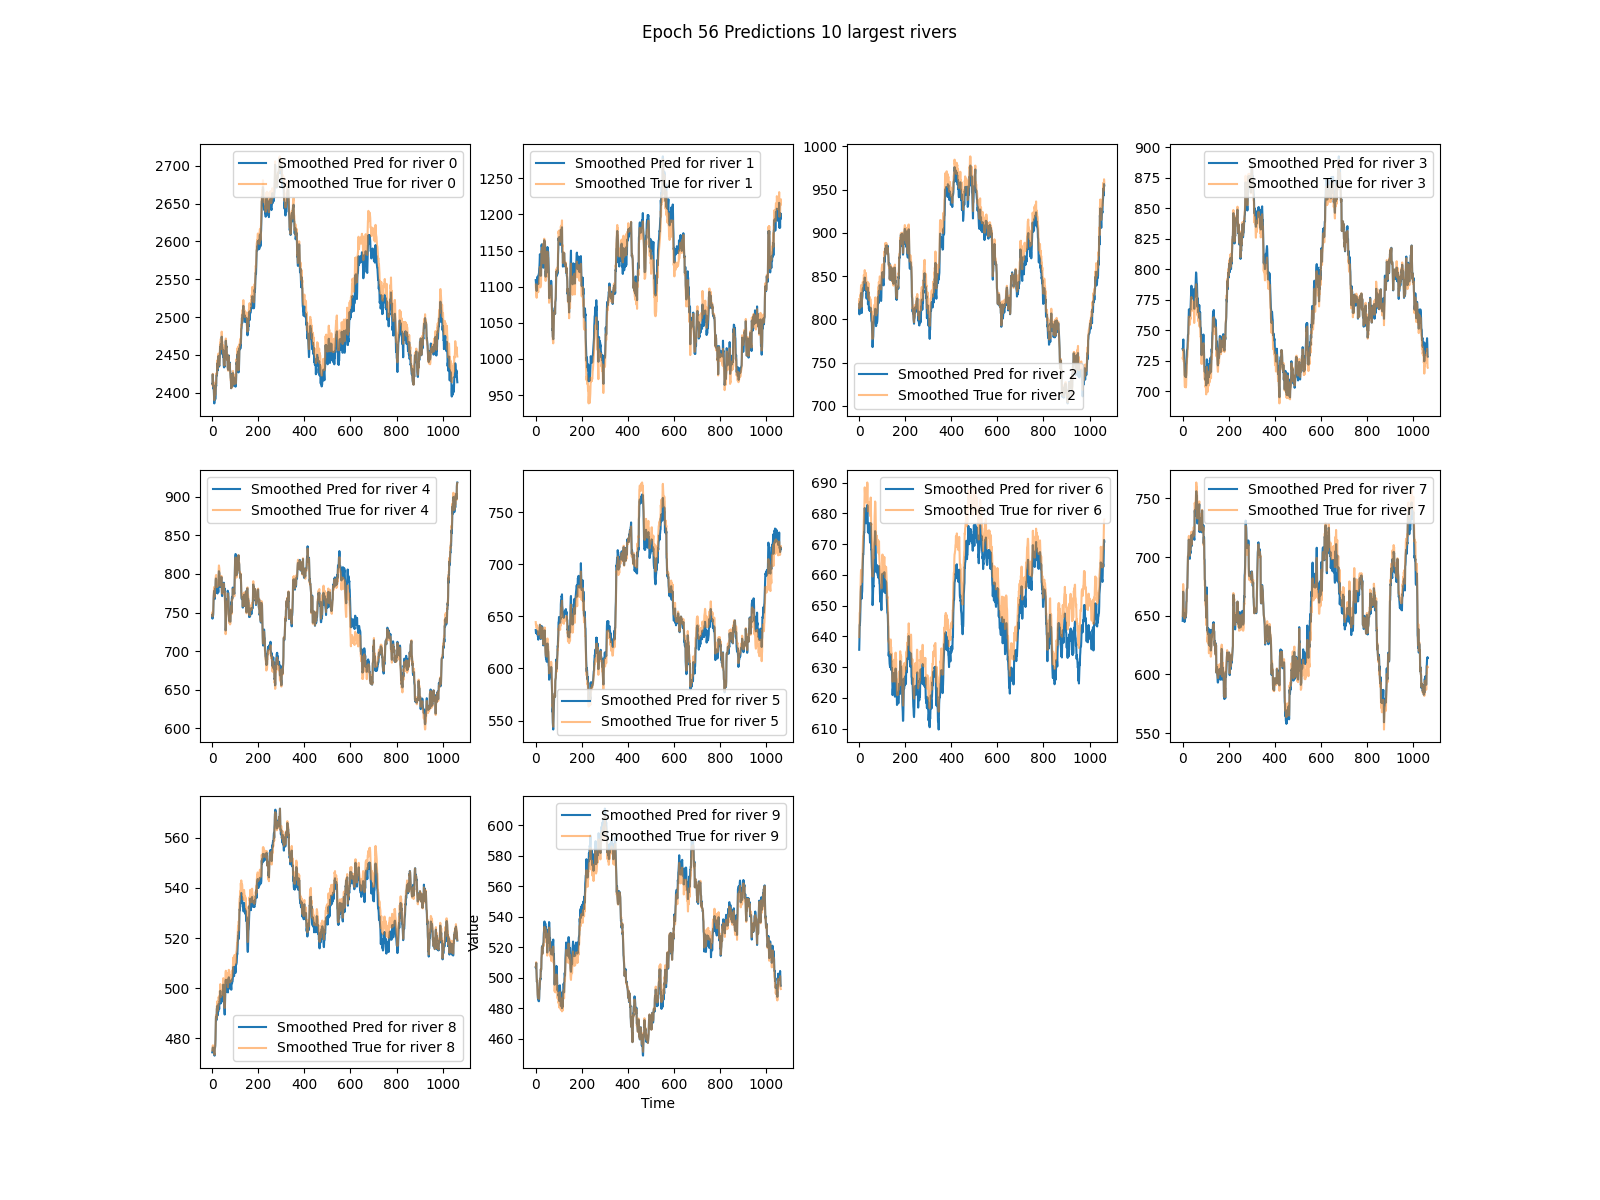 Epoch 56 Predictions 10 largest rivers
2700
2650
2600
2550
2500
2450
2400
Smoothed Pred for river 0
Smoothed True for river 0
0 200 400 600 800 1000
1250
1200
1150
1100
1050
1000
950
Smoothed Pred for river 1
Smoothed True for river 1
0 200 400 600 800 1000
1000
950
900
850
800
750
700
Smoothed Pred for river 2
Smoothed True for river 2
0 200 400 600 800 1000
900
875
850
825
800
775
750
725
700
Smoothed Pred for river 3
Smoothed True for river 3
0 200 400 600 800 1000
900
850
800
750
700
650
600
Smoothed Pred for river 4
Smoothed True for river 4
0 200 400 600 800 1000
750
700
650
600
550
Smoothed Pred for river 5
Smoothed True for river 5
0 200 400 600 800 1000
690
680
670
660
650
640
630
620
610
Smoothed Pred for river 6
Smoothed True for river 6
0 200 400 600 800 1000
750
700
650
600
550
Smoothed Pred for river 7
Smoothed True for river 7
0 200 400 600 800 1000
560
540
520
500
480
Smoothed Pred for river 8
Smoothed True for river 8
0 200 400 600 800 1000
Value
600
580
560
540
520
500
480
460
Smoothed Pred for river 9
Smoothed True for river 9
0 200 400 600 800 1000
Time